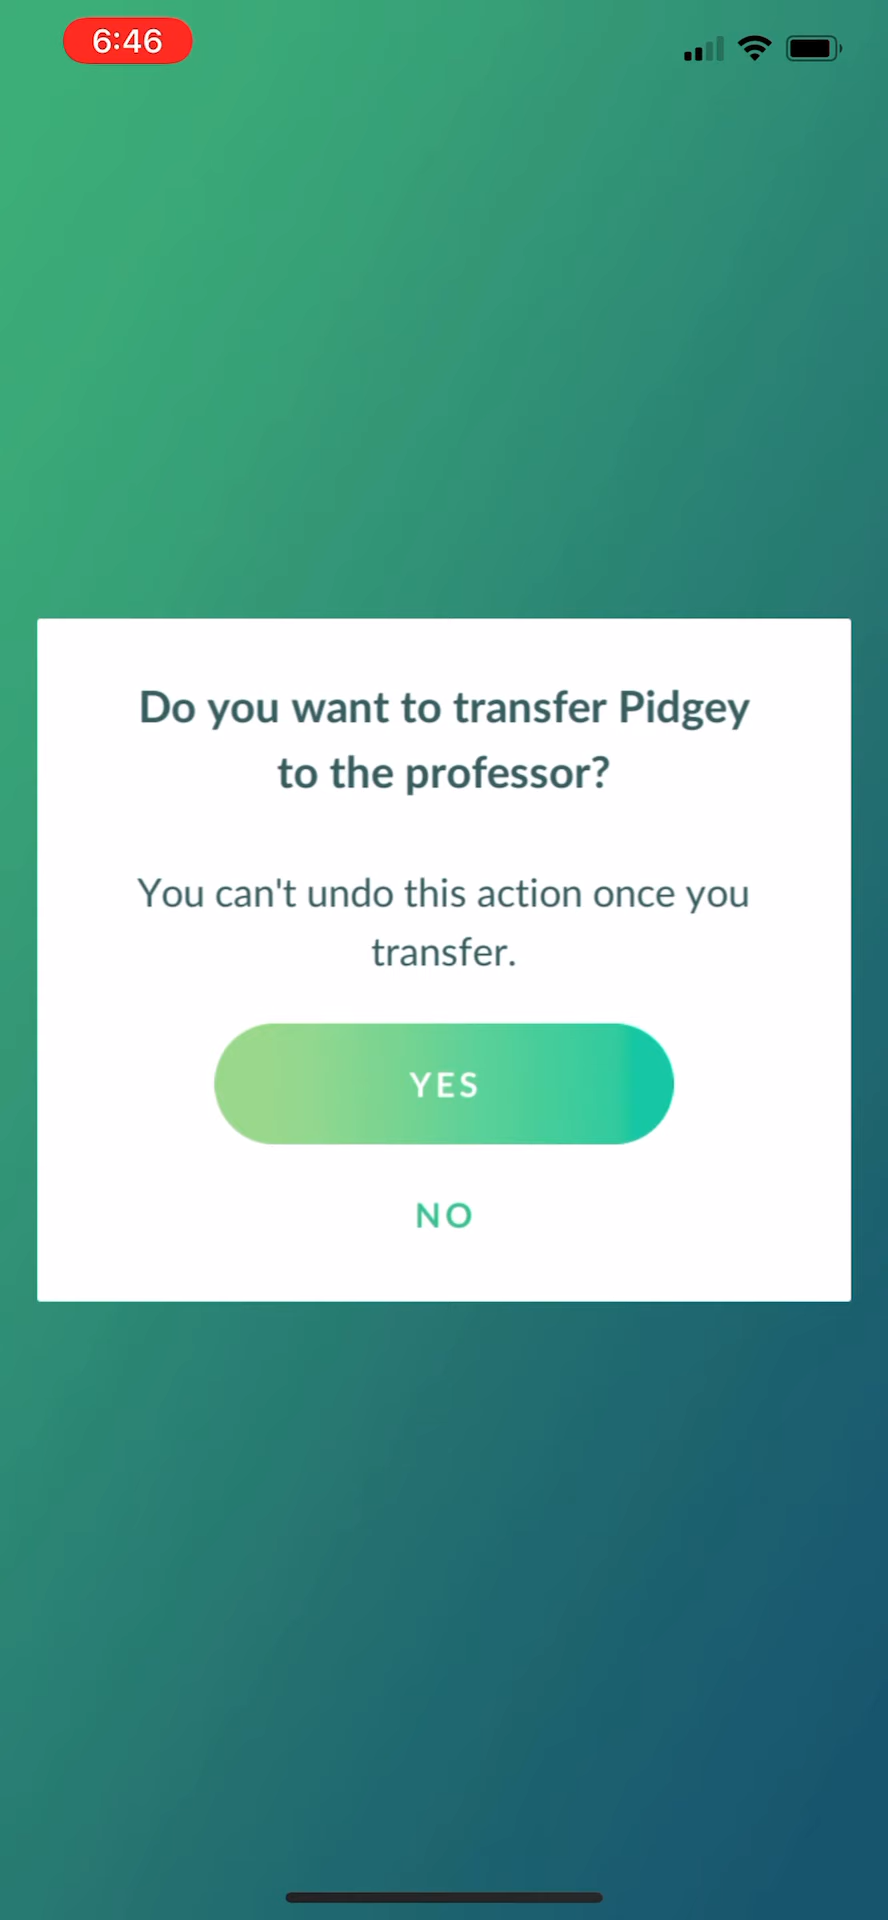 6:46
Do you want to transfer Pidgey
to the professor?
You can't undo this action once you
transfer.
YES
NO